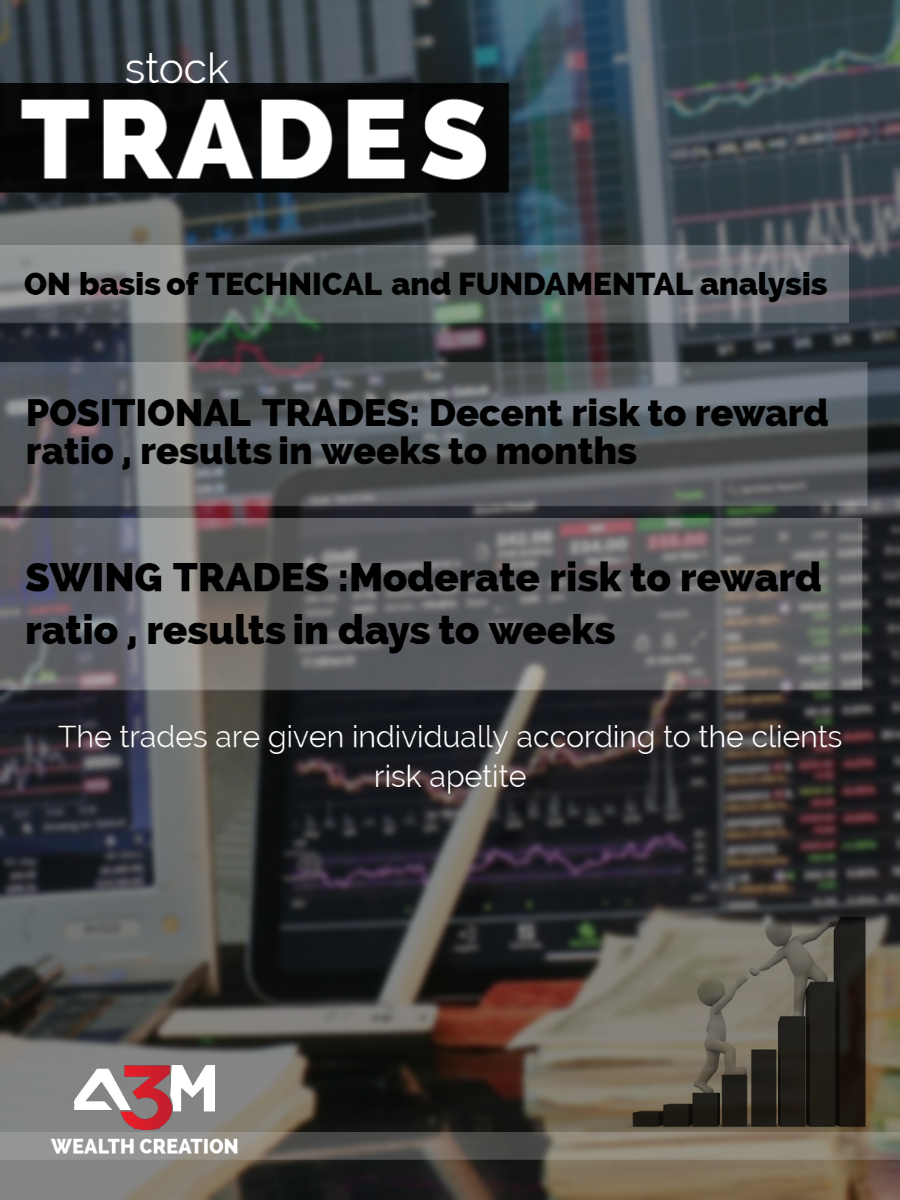 stock
TRADES
ON basis of TECHNICAL and FUNDAMENTAL analysis
POSITIONAL TRADES: Decent risk to reward
ratio , results in weeks to months
SWING TRADES :Moderate risk to reward
ratio , results in days to weeks
The trades are given individually according to the clients
risk apetite
A3M
WEALTH CREATION